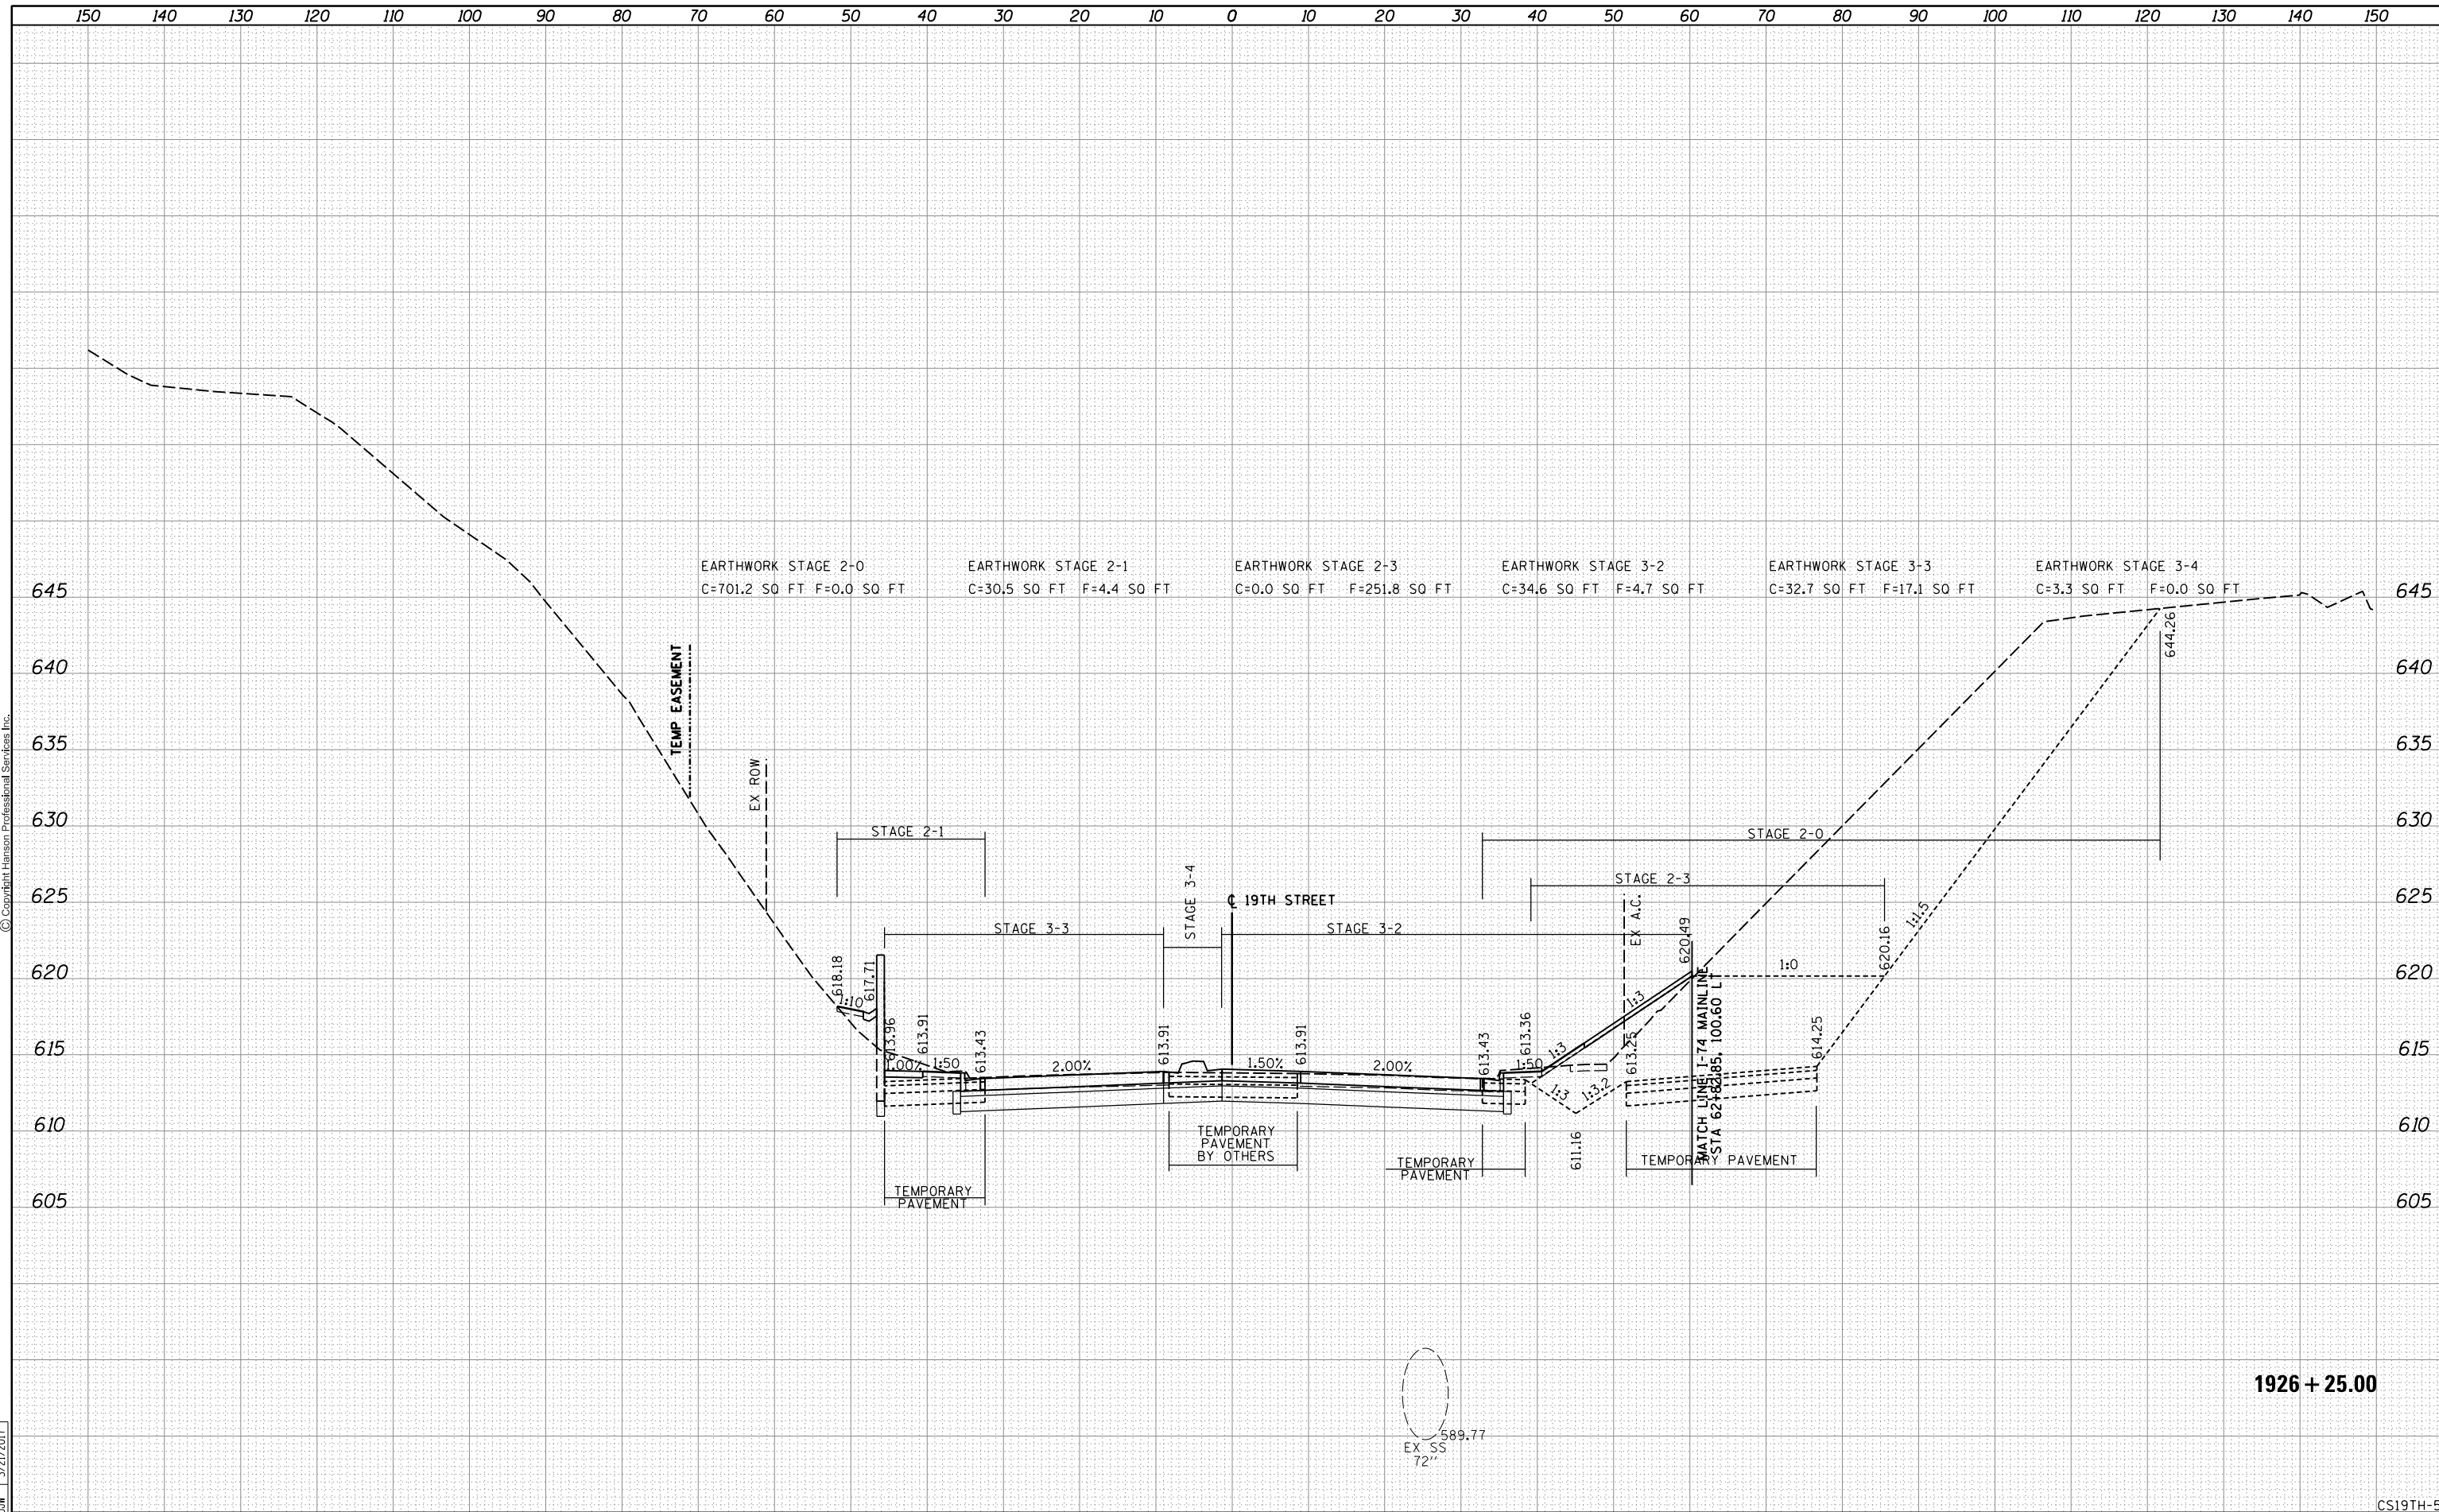 150 140 130 120 110 100 90 80 70 60 50 40 30 20 10 0 10 20 30 40 50 60 70 80 90 100 110 120 130 140 150
EARTHWORK STAGE 2-0
C=701.2 SQ FT F=0.0 SQ FT
EARTHWORK STAGE 2-1
C=30.5 SQ FT F=4.4 SQ FT
EARTHWORK STAGE 2-3
C=0.0 SQ FT F=251.8 SQ FT
EARTHWORK STAGE 3-2
C=34.6 SQ FT F=4.7 SQ FT
EARTHWORK STAGE 3-3
C=32.7 SQ FT F=17.1 SQ FT
EARTHWORK STAGE 3-4
C=3.3 SQ FT F=0.0 SQ FT
645 645
644.26
640 640
TEMP EASEMENT
635 635
EX ROW
630 630
STAGE 2-1
STAGE 2-0
625 625
STAGE 2-3
STAGE 3-4
℄ 19TH STREET
EX A.C.
1:1.5
STAGE 3-3
STAGE 3-2
620 620
618.18
617.71
1:10
620.49
620.16
1:0
1:3
MATCH LINE I-74 MAINLINE
STA 62+82.85, 100.60 LT
615 615
613.96
613.91
613.43
613.91
613.91
613.43
613.36
613.25
614.25
1.00%
1:50
2.00%
1.50%
2.00%
1:50
1:3
1:3
1:3.2
611.16
610 610
TEMPORARY
PAVEMENT
BY OTHERS
TEMPORARY
PAVEMENT
TEMPORARY PAVEMENT
TEMPORARY
PAVEMENT
605 605
589.77
EX SS
72''
1926+25.00
CS19TH-5
© Copyright Hanson Professional Services Inc.